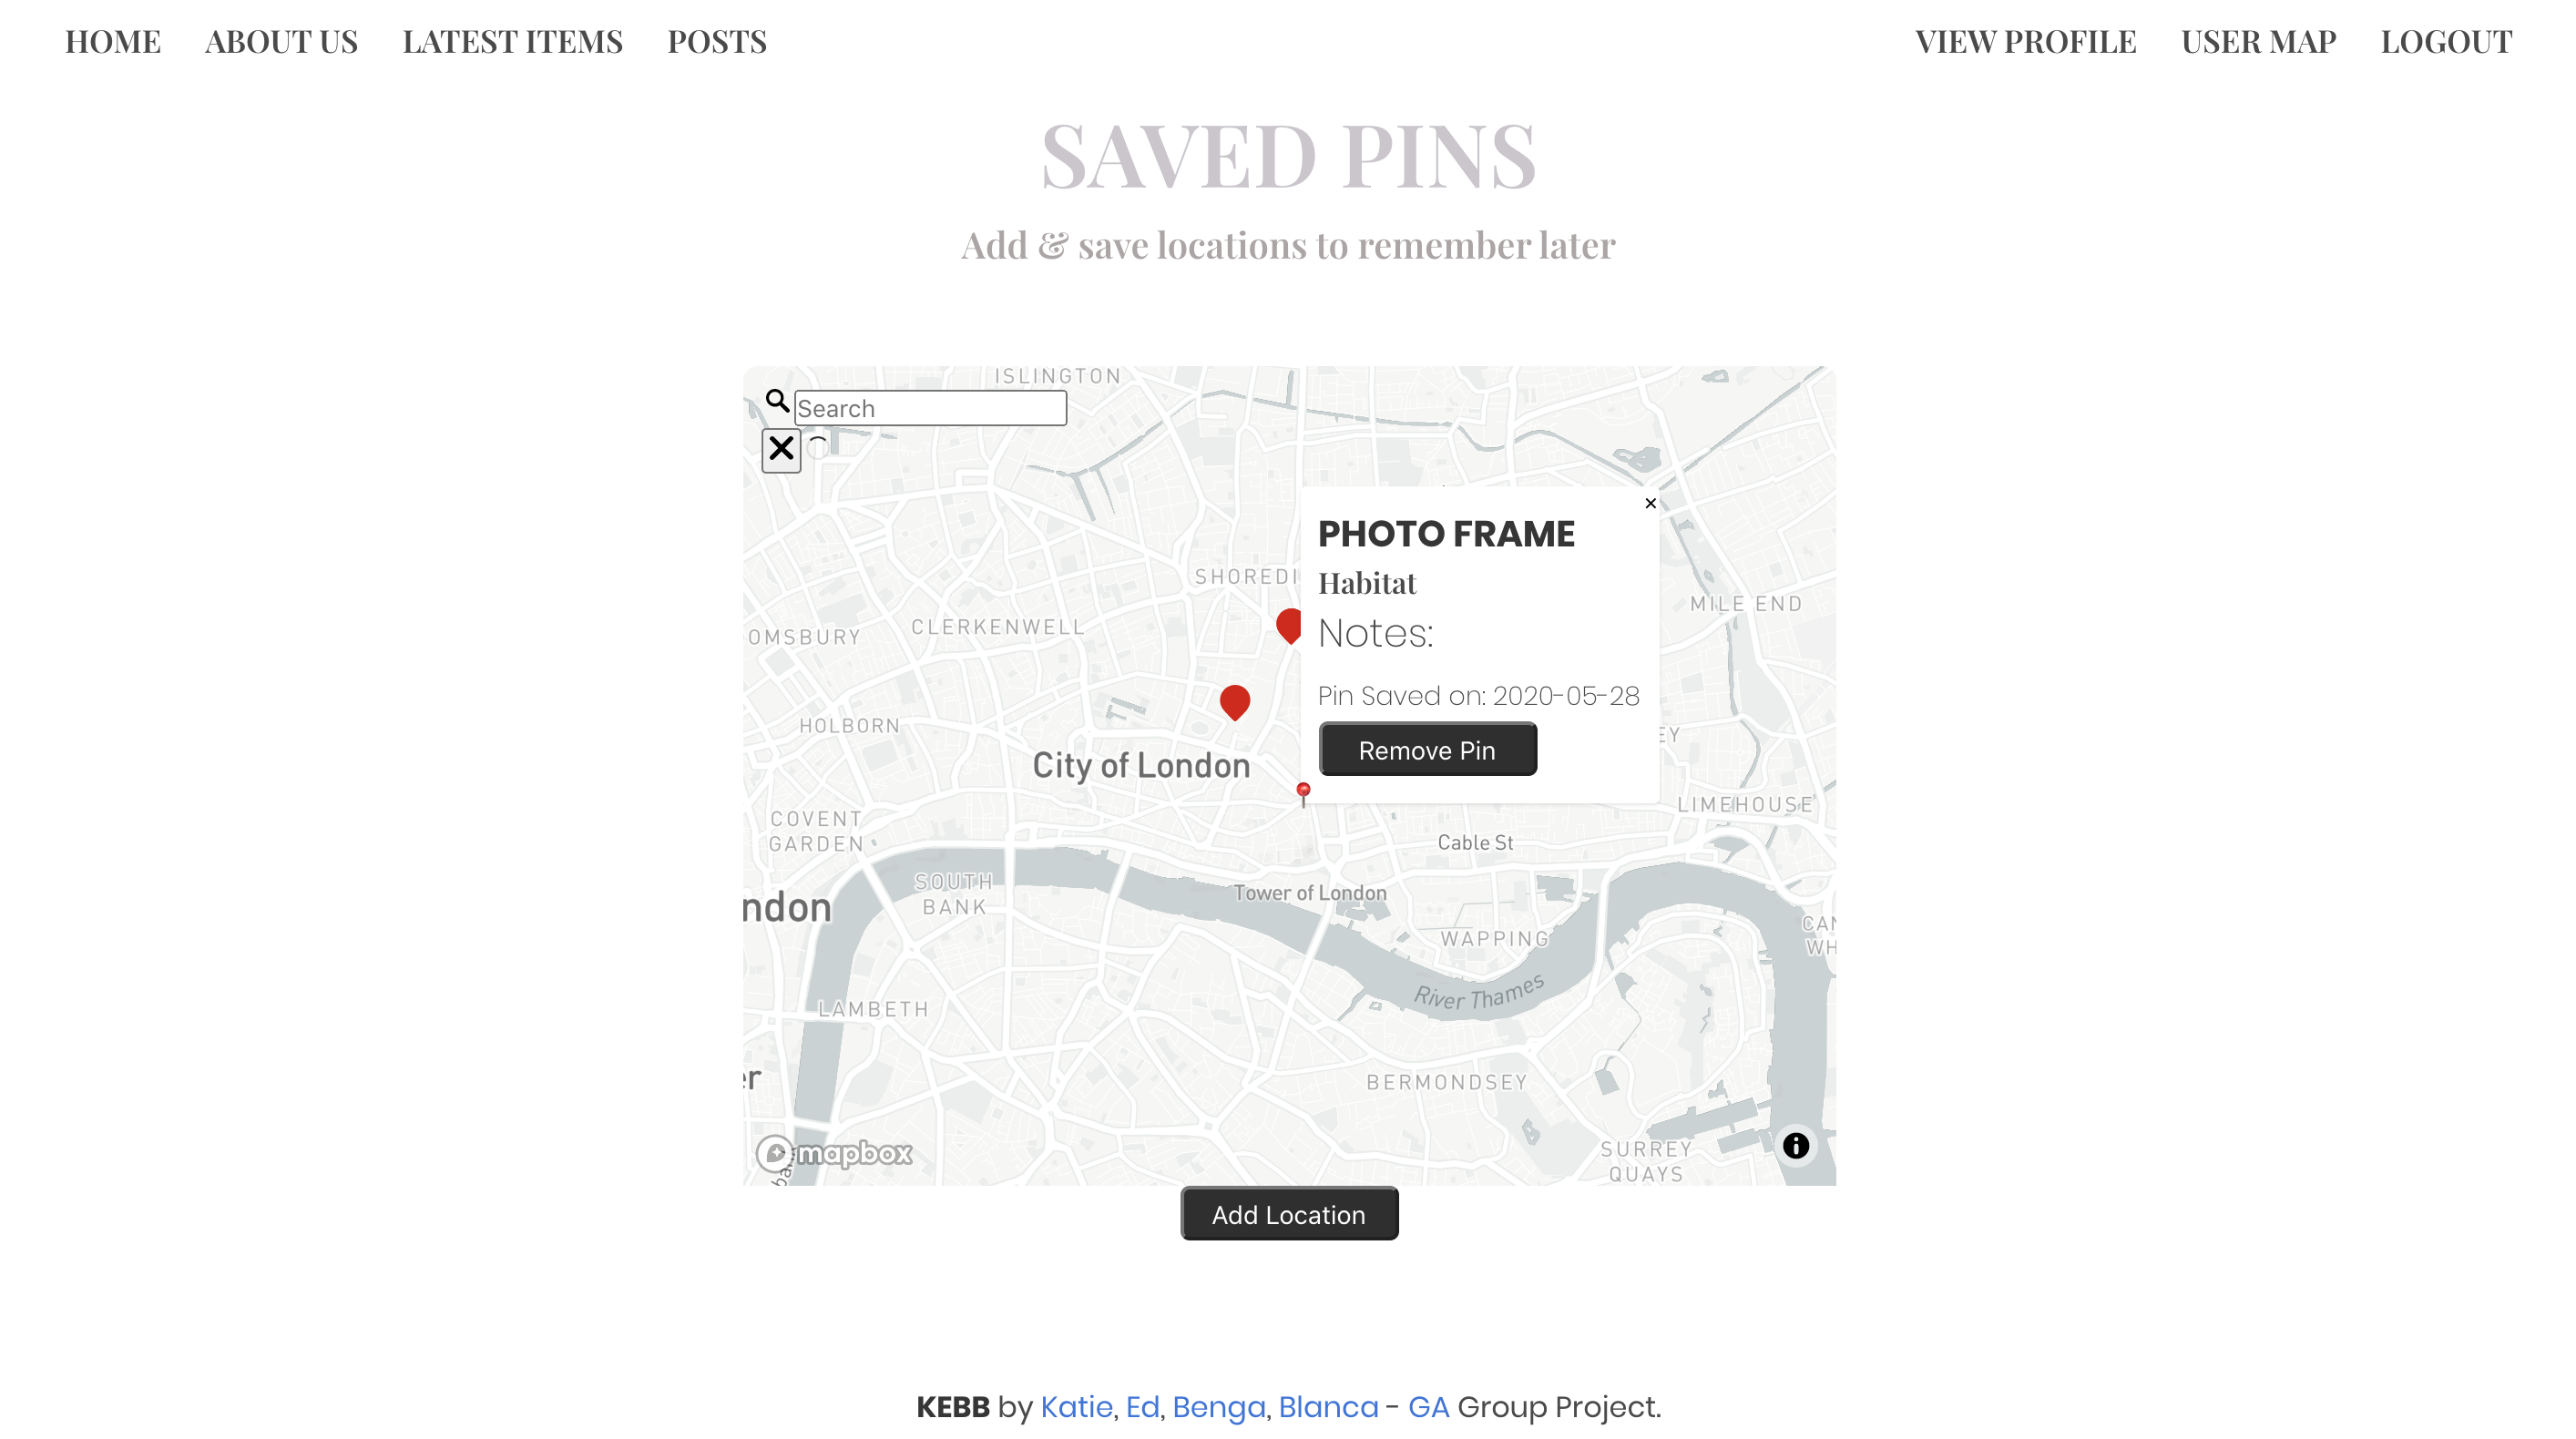 HOME ABOUT US LATEST ITEMS POSTS VIEW PROFILE USER MAP LOGOUT
SAVED PINS
Add & save locations to remember later
ISLINGTON
Search
PHOTO FRAME
Habitat
Notes:
Pin Saved on: 2020-05-28
Remove Pin
SHOREDI
MILE END
OMSBURY
CLERKENWELL
HOLBORN
EY
City of London
LIMEHOUSE
COVENT
GARDEN
Cable St
SOUTH
BANK
Tower of London
ndon
CAN
WH
WAPPING
River Thames
LAMBETH
er
BERMONDSEY
SURREY
QUAYS
mapbox
Add Location
KEBB by Katie, Ed, Benga, Blanca - GA Group Project.